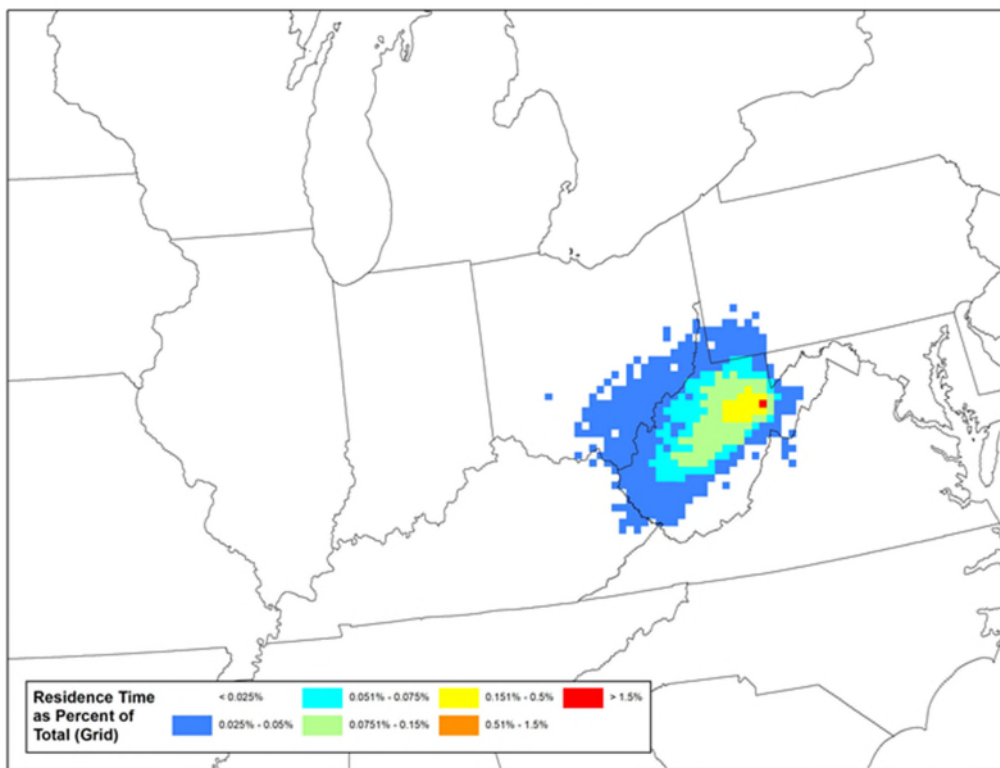 Residence Time
as Percent of
Total (Grid)
< 0.025%
0.051% - 0.075%
0.151% - 0.5%
> 1.5%
0.025% - 0.05%
0.0751% - 0.15%
0.51% - 1.5%